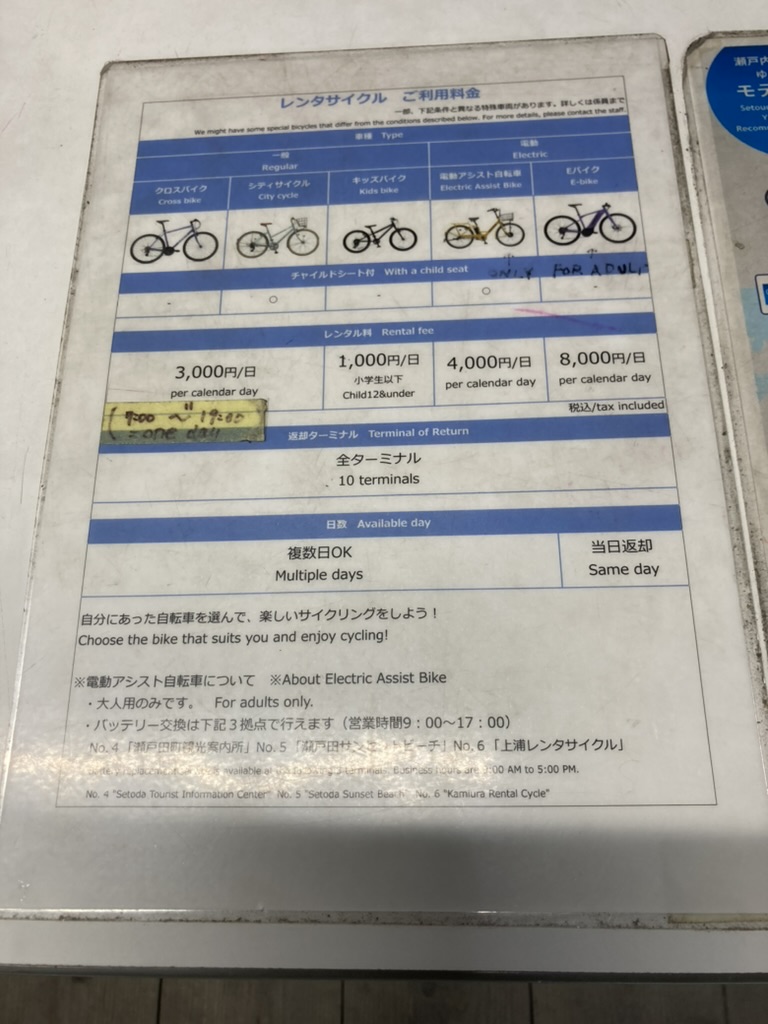 レンタサイクル ご利用料金
一部、下記条件と異なる特殊車両があります。詳しくは係員まで
We might have some special bicycles that differ from the conditions described below. For more details, please contact the staff.
車種 Type
一般
Regular
電動
Electric
クロスバイク
Cross bike
シティサイクル
City cycle
キッズバイク
Kids bike
電動アシスト自転車
Electric Assist Bike
Eバイク
E-bike
チャイルドシート付 With a child seat
ONLY FOR ADULT
- ○ - ○ -
レンタル料 Rental fee
3,000円/日
per calendar day
1,000円/日
小学生以下
Child12&under
4,000円/日
per calendar day
8,000円/日
per calendar day
(7:00 〜 19:00
= one day
税込/tax included
返却ターミナル Terminal of Return
全ターミナル
10 terminals
日数 Available day
複数日OK
Multiple days
当日返却
Same day
自分にあった自転車を選んで、楽しいサイクリングをしよう！
Choose the bike that suits you and enjoy cycling!
※電動アシスト自転車について ※About Electric Assist Bike
・大人用のみです。 For adults only.
・バッテリー交換は下記３拠点で行えます（営業時間9：00～17：00）
No.4「瀬戸田町観光案内所」No.5「瀬戸田サンセットビーチ」No.6「上浦レンタサイクル」
Business hours are 9:00 AM to 5:00 PM.
No. 4 "Setoda Tourist Information Center" No. 5 "Setoda Sunset Beach" No. 6 "Kamiura Rental Cycle"
瀬戸内
ゆ
モデ
Setou
Y
Recom